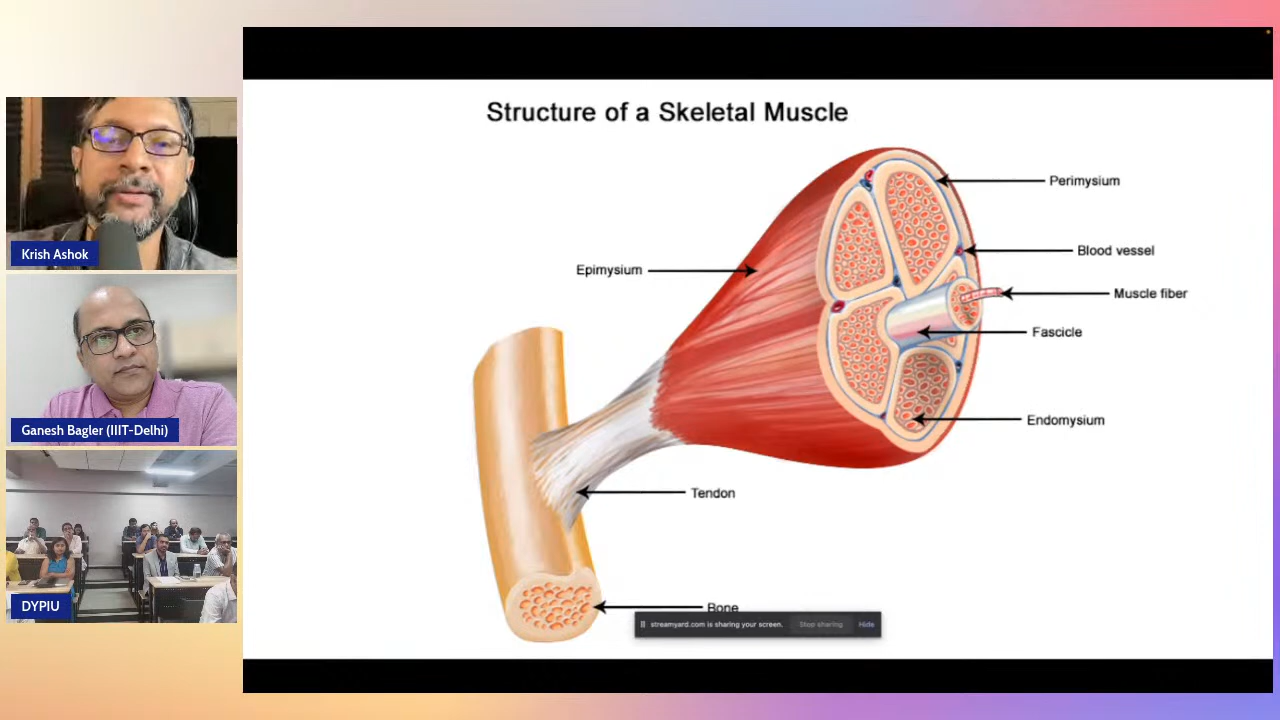 Krish Ashok
Ganesh Bagler (IIIT-Delhi)
DYPIU
Structure of a Skeletal Muscle
Perimysium
Blood vessel
Epimysium
Muscle fiber
Fascicle
Endomysium
Tendon
Bone
streamyard.com is sharing your screen. Stop sharing Hide